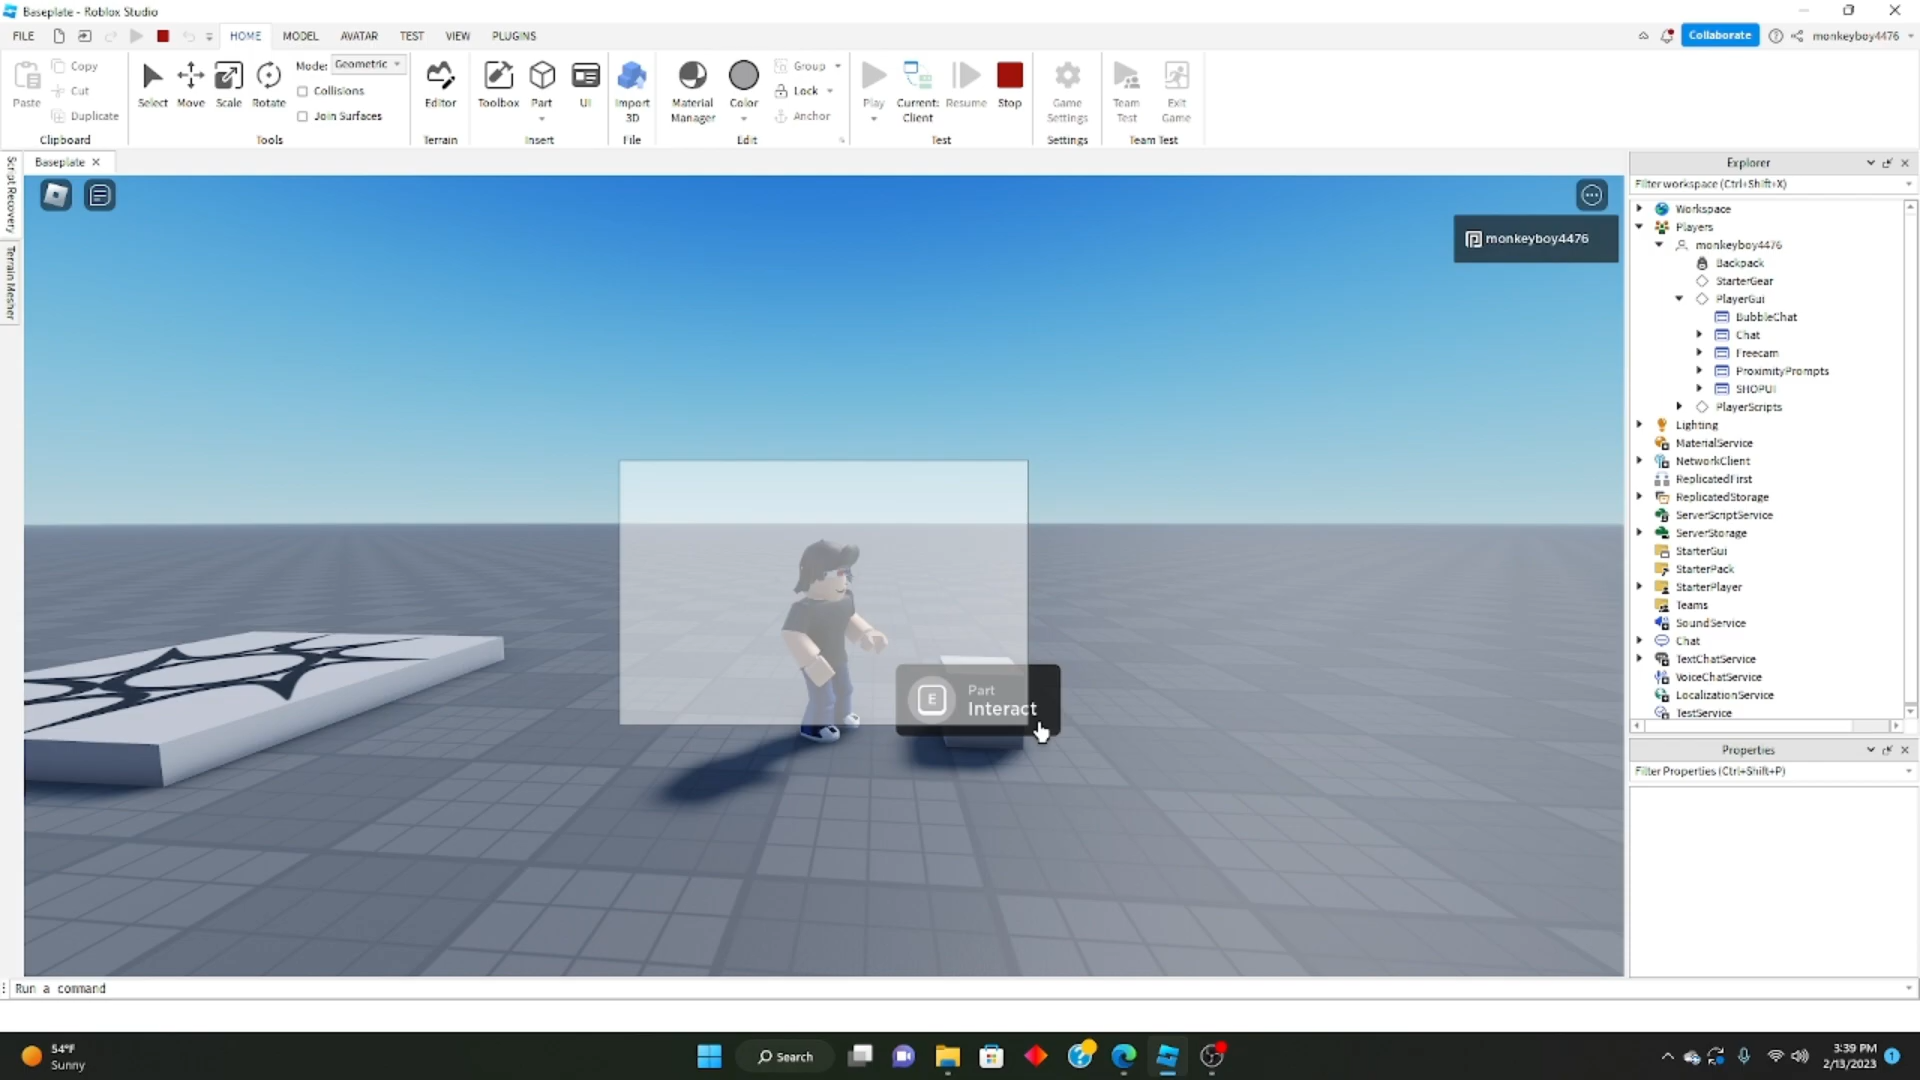 Baseplate - Roblox Studio
FILE HOME MODEL AVATAR TEST VIEW PLUGINS
Collaborate monkeyboy4476
Paste Copy Cut Duplicate
Clipboard
Select Move Scale Rotate
Mode: Geometric
Collisions
Join Surfaces
Tools
Editor
Terrain
Toolbox Part UI
Insert
Import 3D
File
Material Manager Color
Group
Lock
Anchor
Edit
Play Current: Client Resume Stop
Test
Game Settings
Settings
Team Test Exit Game
Team Test
Script Recovery
Terrain Mesher
Baseplate
monkeyboy4476
E
Part
Interact
Explorer
Filter workspace (Ctrl+Shift+X)
Workspace
Players
monkeyboy4476
Backpack
StarterGear
PlayerGui
BubbleChat
Chat
Freecam
ProximityPrompts
SHOPUI
PlayerScripts
Lighting
MaterialService
NetworkClient
ReplicatedFirst
ReplicatedStorage
ServerScriptService
ServerStorage
StarterGui
StarterPack
StarterPlayer
Teams
SoundService
Chat
TextChatService
VoiceChatService
LocalizationService
TestService
Properties
Filter Properties (Ctrl+Shift+P)
Run a command
54°F
Sunny
Search
3:39 PM
2/13/2023
1